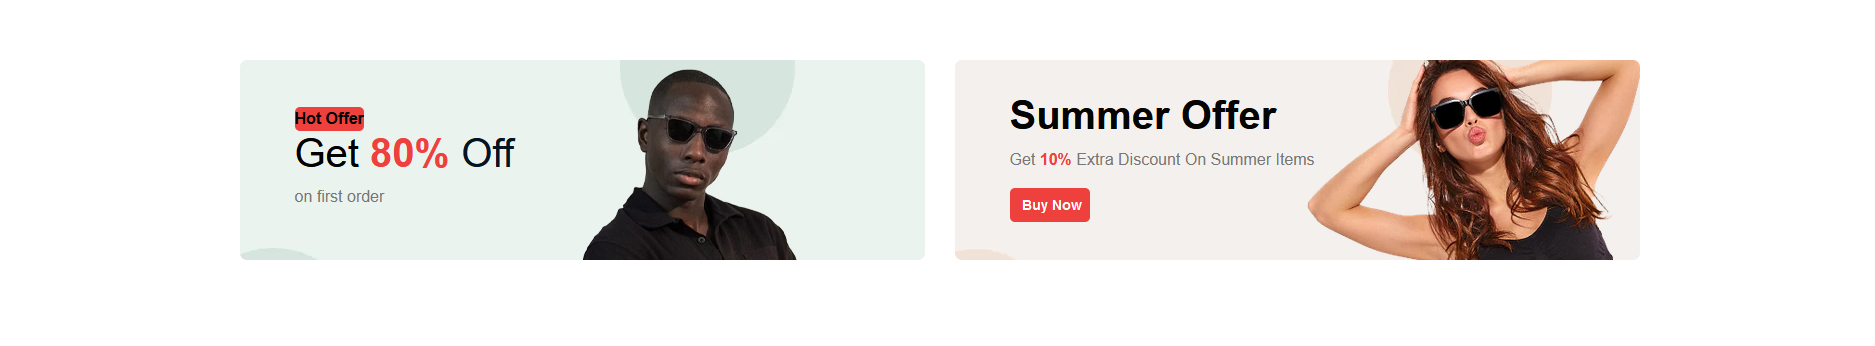 Hot Offer
Get 80% Off
on first order
Summer Offer
Get 10% Extra Discount On Summer Items
Buy Now